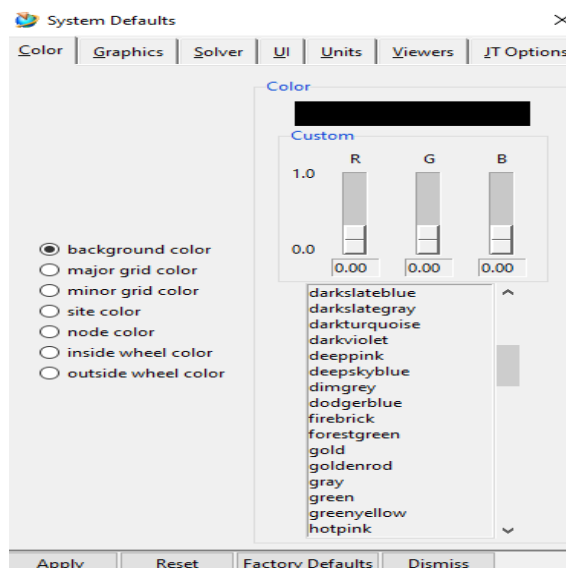 System Defaults
Color Graphics Solver UI Units Viewers JT Options
Color
Custom
R G B
1.0
0.0
0.00 0.00 0.00
background color
major grid color
minor grid color
site color
node color
inside wheel color
outside wheel color
darkslateblue
darkslategray
darkturquoise
darkviolet
deeppink
deepskyblue
dimgrey
dodgerblue
firebrick
forestgreen
gold
goldenrod
gray
green
greenyellow
hotpink
Apply Reset Factory Defaults Dismiss